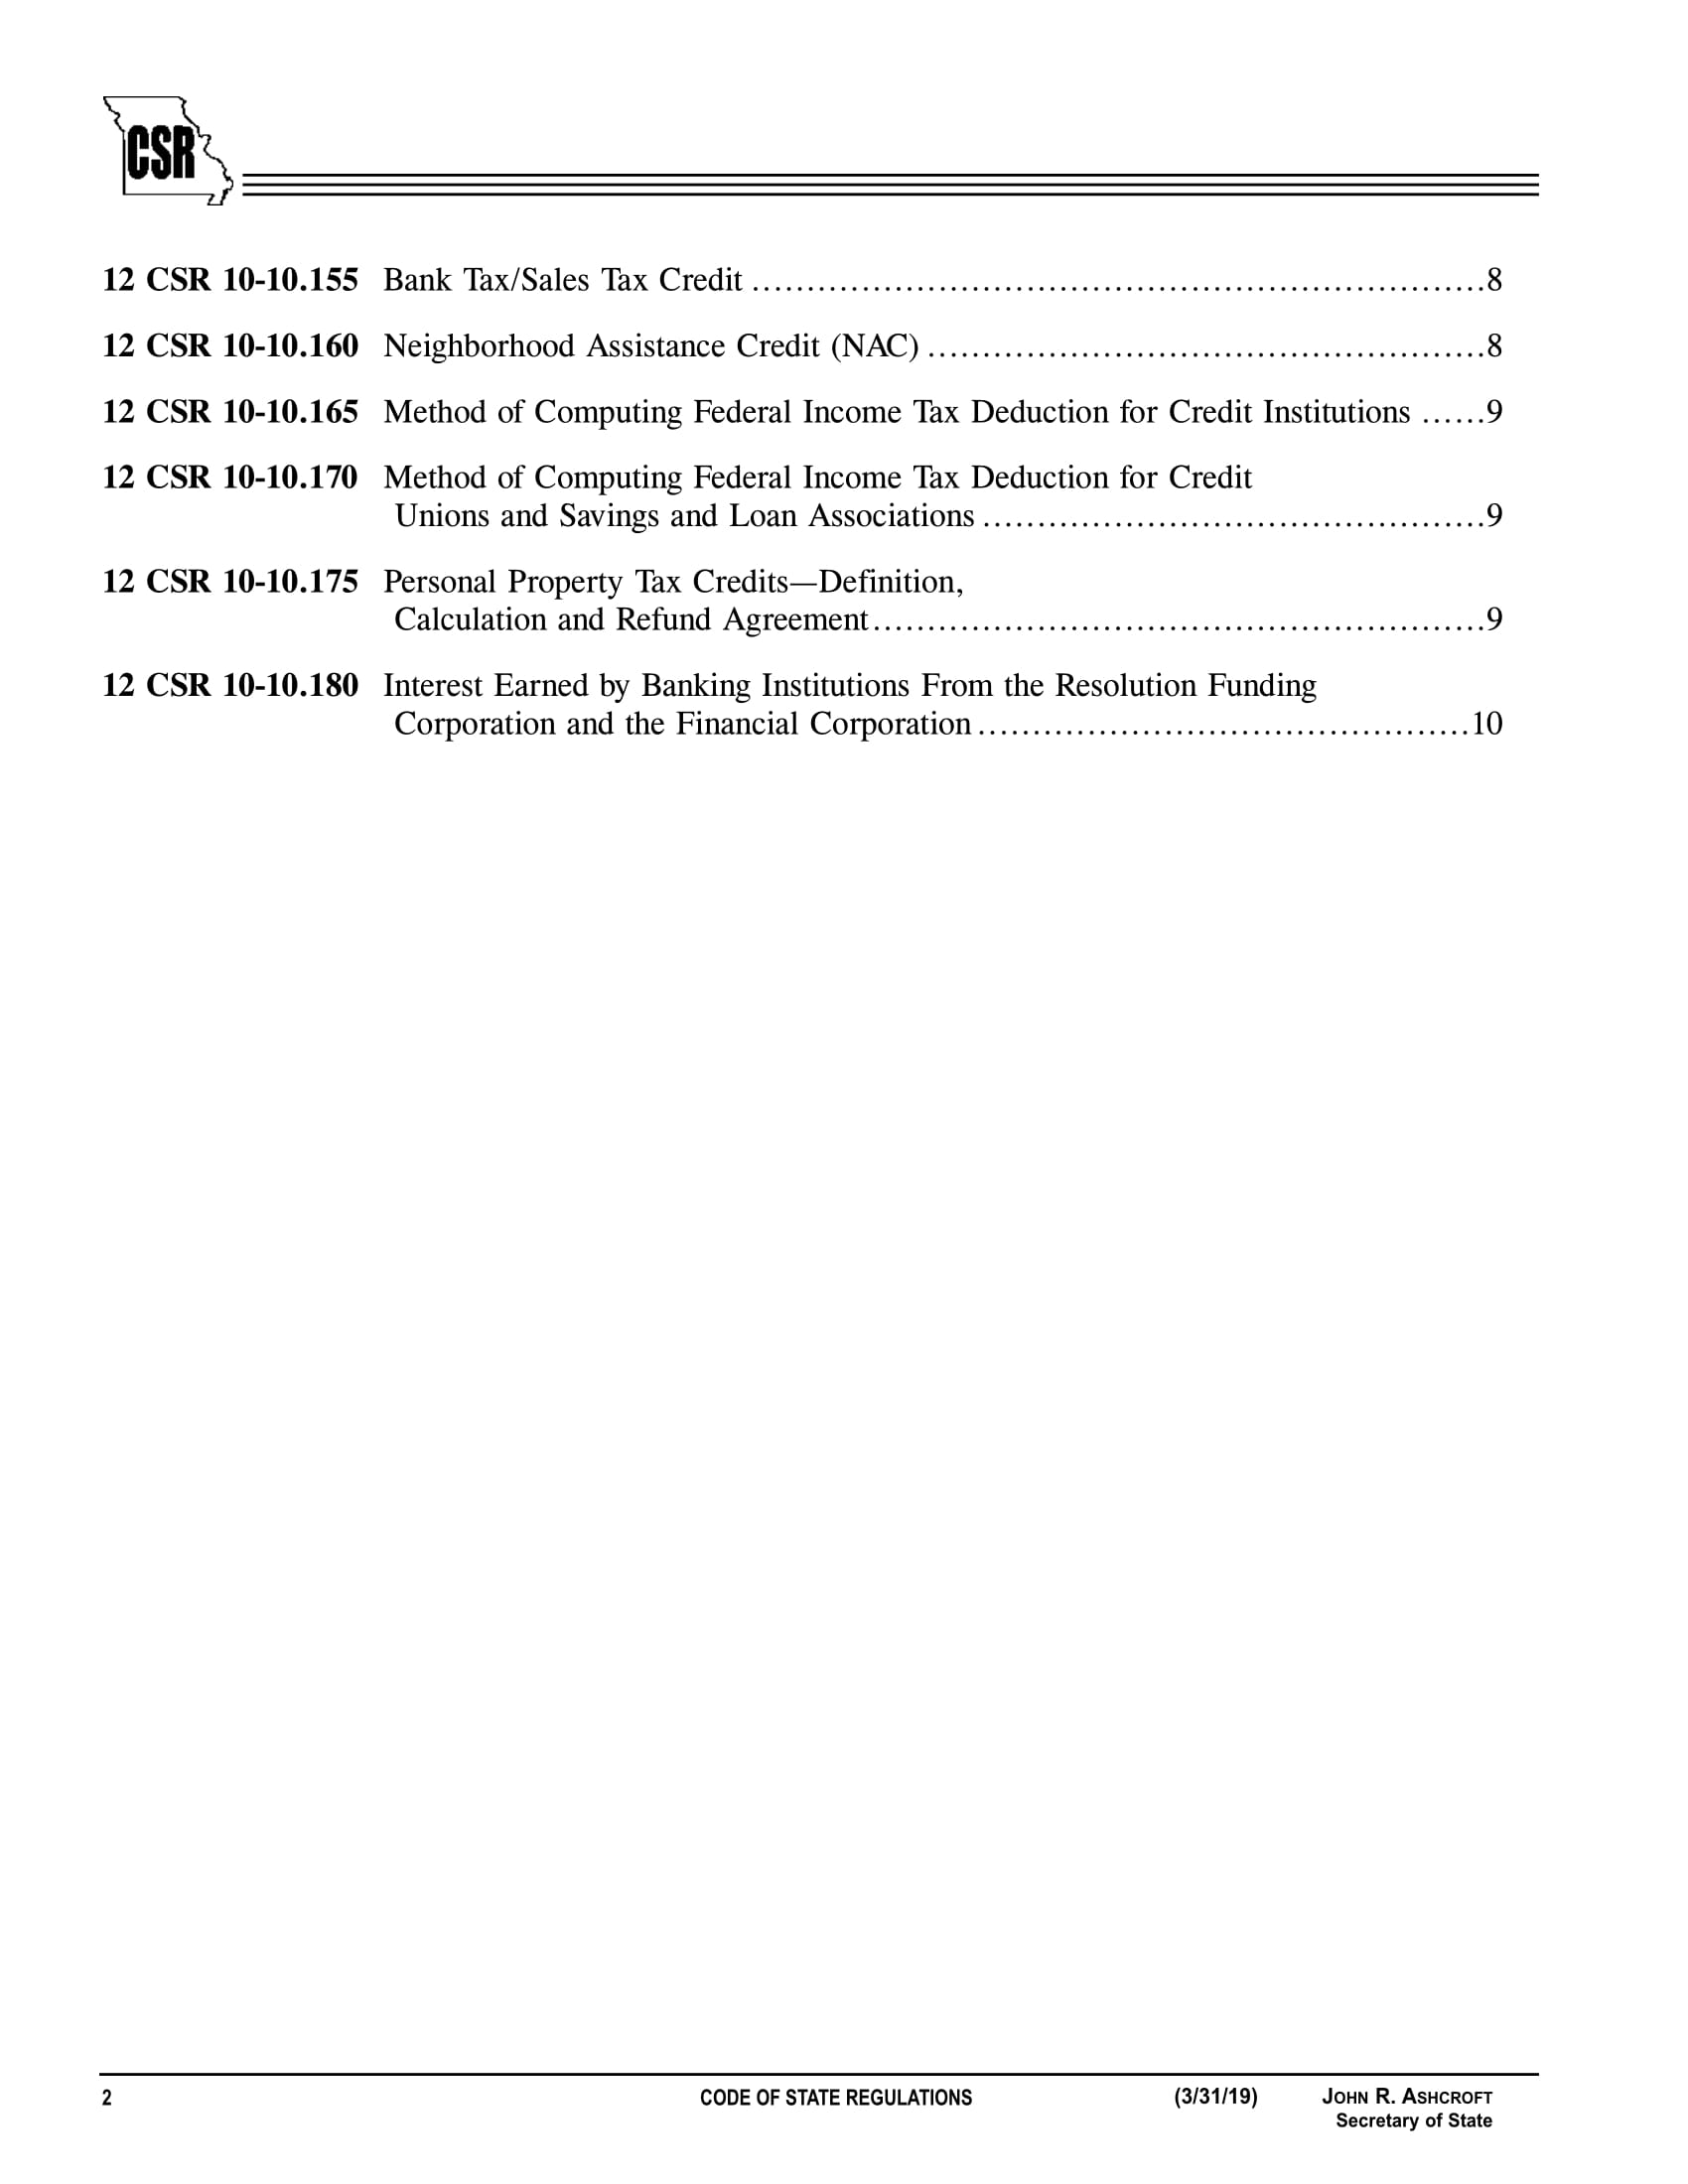 CSR
12 CSR 10-10.155 Bank Tax/Sales Tax Credit ....................................................................8
12 CSR 10-10.160 Neighborhood Assistance Credit (NAC) ...................................................8
12 CSR 10-10.165 Method of Computing Federal Income Tax Deduction for Credit Institutions ......9
12 CSR 10-10.170 Method of Computing Federal Income Tax Deduction for Credit
Unions and Savings and Loan Associations ..............................................9
12 CSR 10-10.175 Personal Property Tax Credits—Definition,
Calculation and Refund Agreement........................................................9
12 CSR 10-10.180 Interest Earned by Banking Institutions From the Resolution Funding
Corporation and the Financial Corporation .............................................10
2 CODE OF STATE REGULATIONS (3/31/19) JOHN R. ASHCROFT
Secretary of State